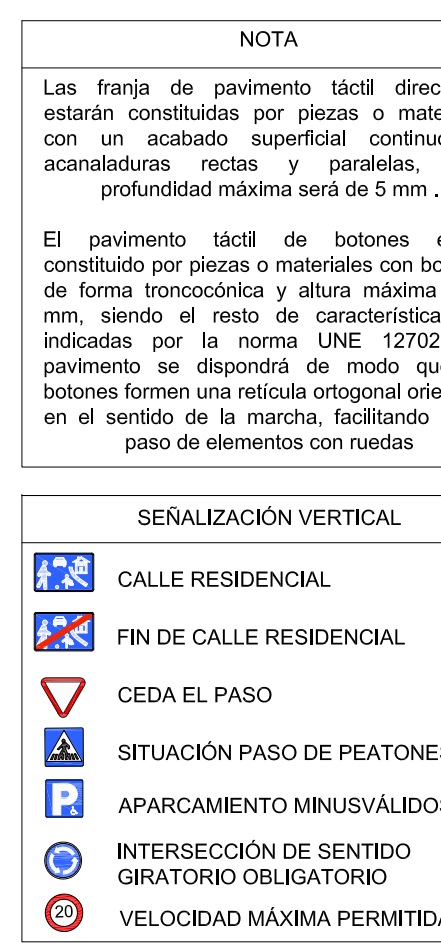 NOTA
Las franja de pavimento táctil direc
estarán constituidas por piezas o mate
con un acabado superficial continuo
acanaladuras rectas y paralelas,
profundidad máxima será de 5 mm .
El pavimento táctil de botones e
constituido por piezas o materiales con bo
de forma troncocónica y altura máxima
mm, siendo el resto de característica
indicadas por la norma UNE 12702
pavimento se dispondrá de modo que
botones formen una retícula ortogonal orie
en el sentido de la marcha, facilitando
paso de elementos con ruedas
SEÑALIZACIÓN VERTICAL
CALLE RESIDENCIAL
FIN DE CALLE RESIDENCIAL
CEDA EL PASO
SITUACIÓN PASO DE PEATONES
P APARCAMIENTO MINUSVÁLIDOS
INTERSECCIÓN DE SENTIDO
GIRATORIO OBLIGATORIO
20 VELOCIDAD MÁXIMA PERMITIDA